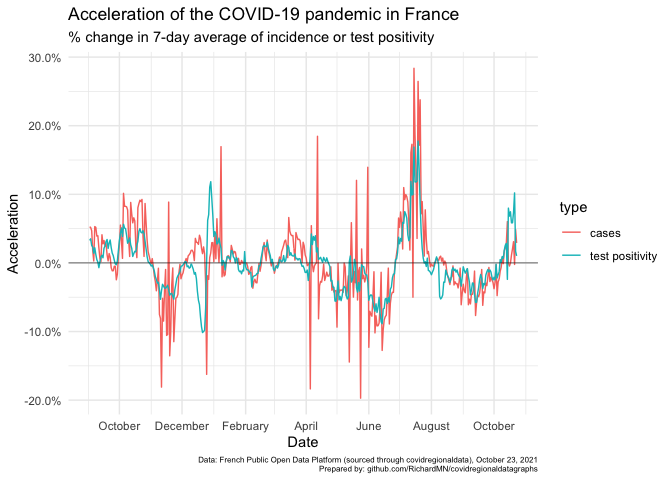 Acceleration of the COVID-19 pandemic in France
% change in 7-day average of incidence or test positivity
30.0%
20.0%
10.0%
0.0%
-10.0%
-20.0%
Acceleration
October December February April June August October
Date
type
cases
test positivity
Data: French Public Open Data Platform (sourced through covidregionaldata), October 23, 2021
Prepared by: github.com/RichardMN/covidregionaldatagraphs